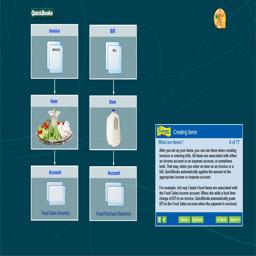 QuickBooks
Invoice
Bill
INVOICE
BILL
Item
Item
Account
Account
Food Sales (Income)
Food Purchase (Expense)
Creating Items
What are Items?
6 of 77
After you set up your items, you can use them when creating
invoices or entering bills. All items are associated with either
an income account or an expense account, or sometimes
both. That way, when you enter an item on an invoice or a
bill, QuickBooks automatically applies the amount to the
appropriate income or expense account.
For example, let's say Canale's food items are associated with
the Food Sales income account. When she adds a food item
charge of $15 to an invoice, QuickBooks automatically posts
$15 to the Food Sales account when the payment is received.
Menu
Options
Back
Next